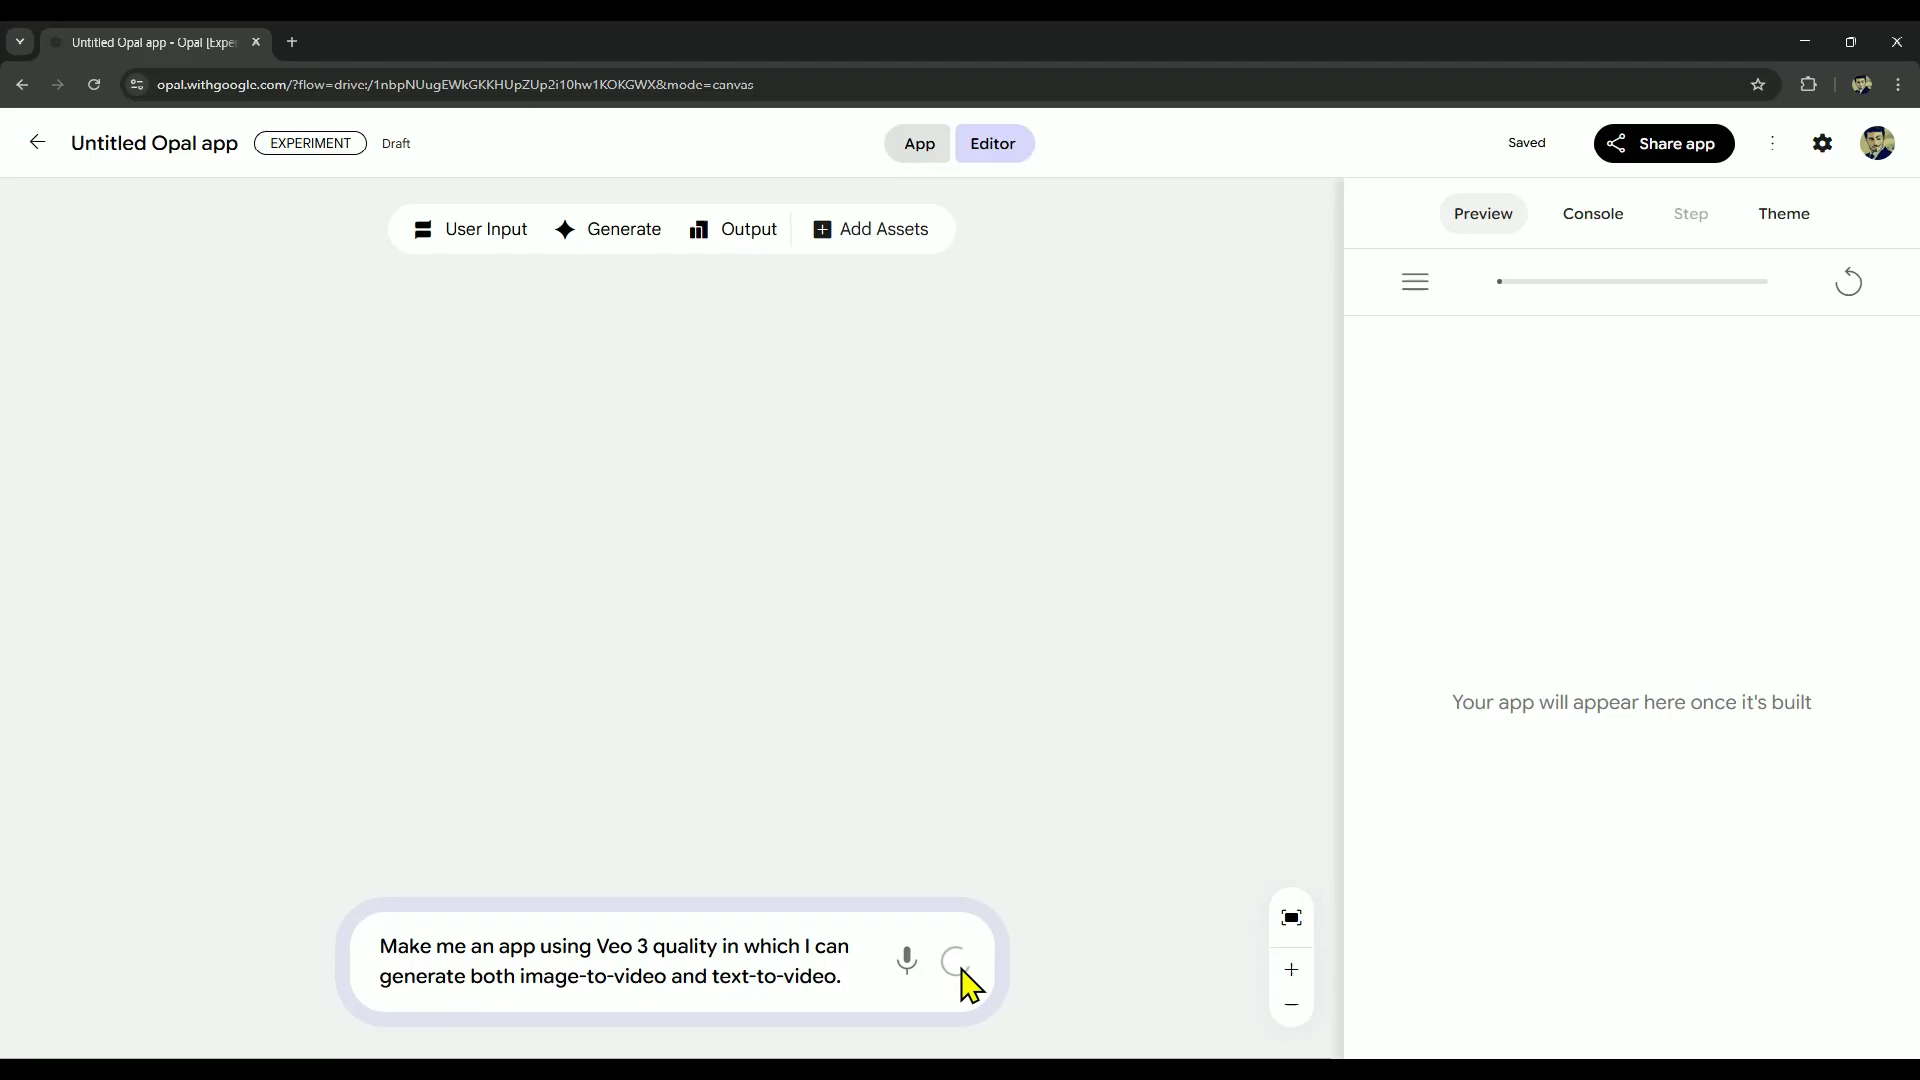 Untitled Opal app - Opal [Exper
opal.withgoogle.com/?flow=drive:/1nbpNUugEWkGKKHUpZUp2i10hw1KOKGWX&mode=canvas
Untitled Opal app EXPERIMENT Draft App Editor Saved Share app
User Input Generate Output Add Assets
Preview Console Step Theme
Your app will appear here once it's built
Make me an app using Veo 3 quality in which I can
generate both image-to-video and text-to-video.